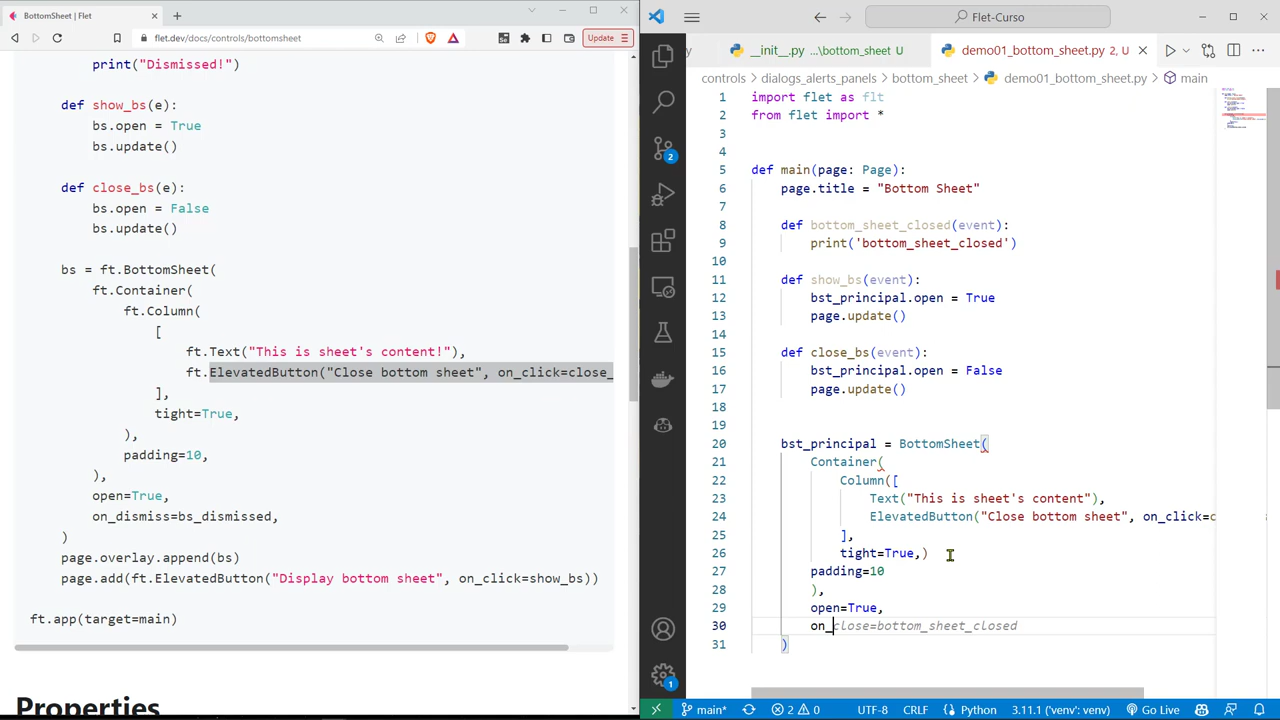 BottomSheet | Flet
flet.dev/docs/controls/bottomsheet
Update
print("Dismissed!")
def show_bs(e):
bs.open = True
bs.update()
def close_bs(e):
bs.open = False
bs.update()
bs = ft.BottomSheet(
ft.Container(
ft.Column(
[
ft.Text("This is sheet's content!"),
ft.ElevatedButton("Close bottom sheet", on_click=close_
],
tight=True,
),
padding=10,
),
open=True,
on_dismiss=bs_dismissed,
)
page.overlay.append(bs)
page.add(ft.ElevatedButton("Display bottom sheet", on_click=show_bs))
ft.app(target=main)
Properties
Flet-Curso
__init__.py ...\bottom_sheet U
demo01_bottom_sheet.py 2, U
controls > dialogs_alerts_panels > bottom_sheet > demo01_bottom_sheet.py > main
1 import flet as flt
2 from flet import *
3
4
5 def main(page: Page):
6 page.title = "Bottom Sheet"
7
8 def bottom_sheet_closed(event):
9 print('bottom_sheet_closed')
10
11 def show_bs(event):
12 bst_principal.open = True
13 page.update()
14
15 def close_bs(event):
16 bst_principal.open = False
17 page.update()
18
19
20 bst_principal = BottomSheet(
21 Container(
22 Column([
23 Text("This is sheet's content"),
24 ElevatedButton("Close bottom sheet", on_click=c
25 ],
26 tight=True,)
27 padding=10
28 ),
29 open=True,
30 on_close=bottom_sheet_closed
31 )
2
1
main* 2 0 UTF-8 CRLF Python 3.11.1 ('venv': venv) Go Live